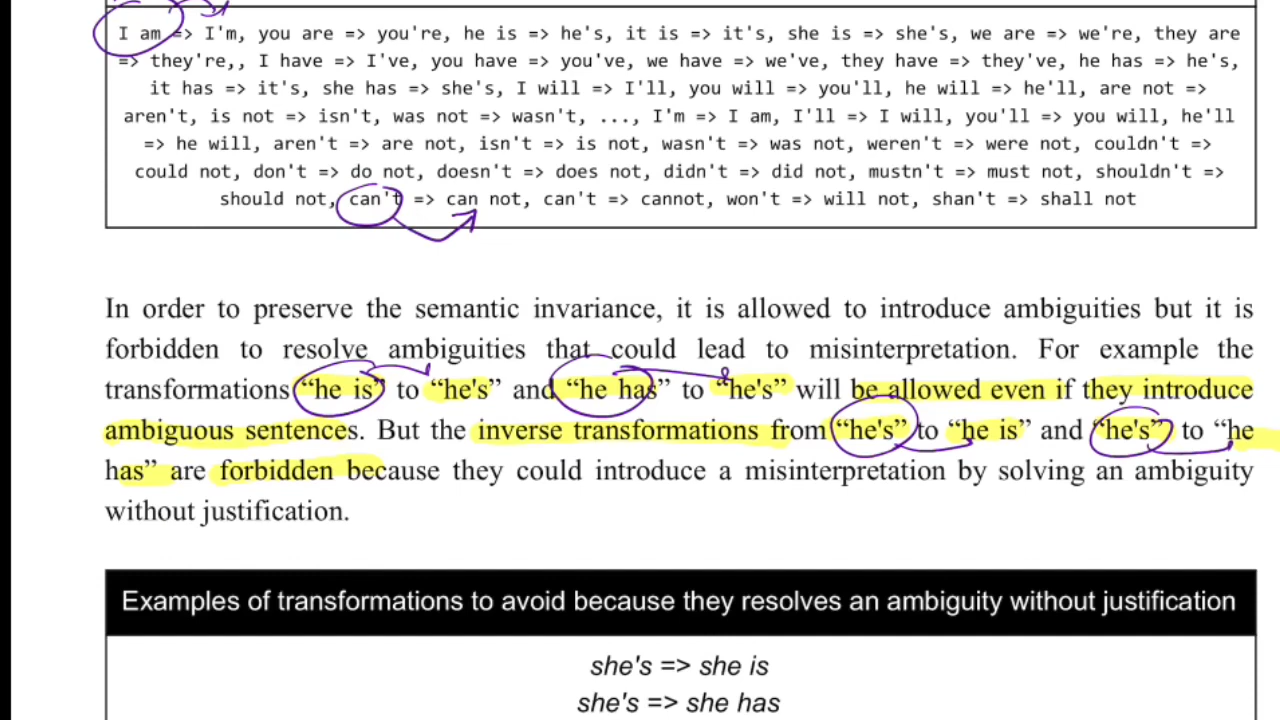 I am => I'm, you are => you're, he is => he's, it is => it's, she is => she's, we are => we're, they are
=> they're,, I have => I've, you have => you've, we have => we've, they have => they've, he has => he's,
it has => it's, she has => she's, I will => I'll, you will => you'll, he will => he'll, are not =>
aren't, is not => isn't, was not => wasn't, ..., I'm => I am, I'll => I will, you'll => you will, he'll
=> he will, aren't => are not, isn't => is not, wasn't => was not, weren't => were not, couldn't =>
could not, don't => do not, doesn't => does not, didn't => did not, mustn't => must not, shouldn't =>
should not, can't => can not, can't => cannot, won't => will not, shan't => shall not
In order to preserve the semantic invariance, it is allowed to introduce ambiguities but it is
forbidden to resolve ambiguities that could lead to misinterpretation. For example the
transformations “he is” to “he's” and “he has” to “he's” will be allowed even if they introduce
ambiguous sentences. But the inverse transformations from “he's” to “he is” and “he's” to “he
has” are forbidden because they could introduce a misinterpretation by solving an ambiguity
without justification.
Examples of transformations to avoid because they resolves an ambiguity without justification
she's => she is
she's => she has